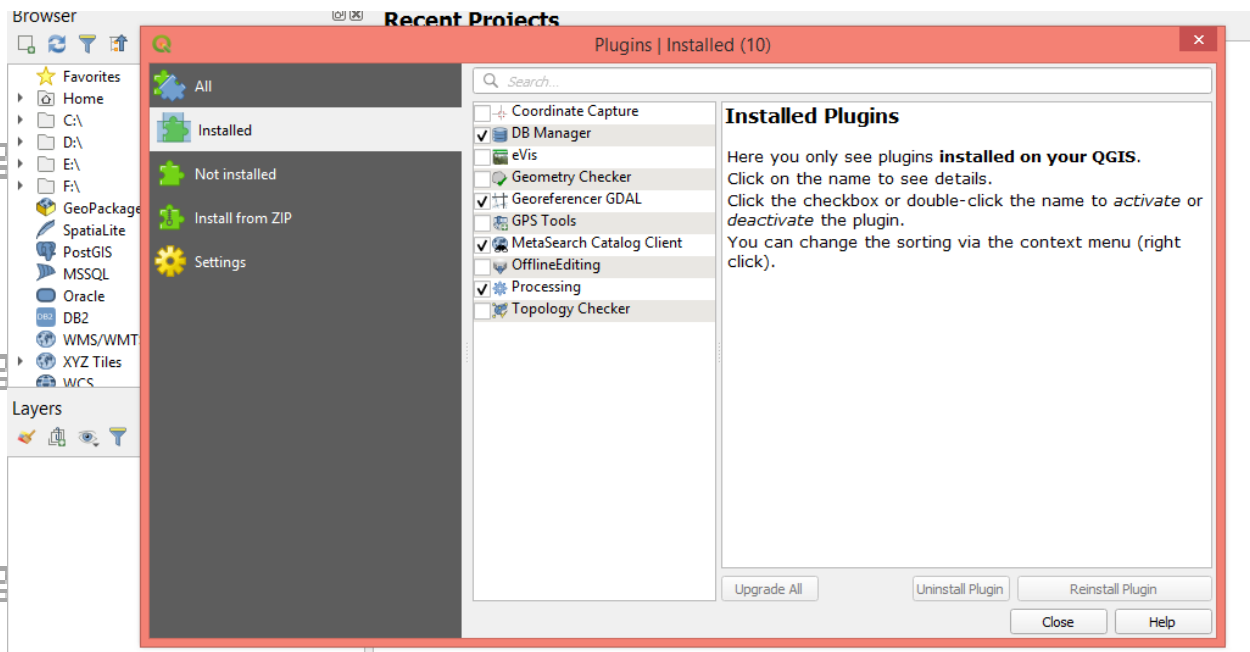 Browser
Recent Projects
Plugins | Installed (10)
Favorites
Home
C:\
D:\
E:\
F:\
GeoPackage
SpatiaLite
PostGIS
MSSQL
Oracle
DB2
WMS/WMT
XYZ Tiles
WCS
Layers
All
Installed
Not installed
Install from ZIP
Settings
Search...
Coordinate Capture
DB Manager
eVis
Geometry Checker
Georeferencer GDAL
GPS Tools
MetaSearch Catalog Client
OfflineEditing
Processing
Topology Checker
Installed Plugins
Here you only see plugins installed on your QGIS.
Click on the name to see details.
Click the checkbox or double-click the name to activate or
deactivate the plugin.
You can change the sorting via the context menu (right
click).
Upgrade All
Uninstall Plugin
Reinstall Plugin
Close
Help